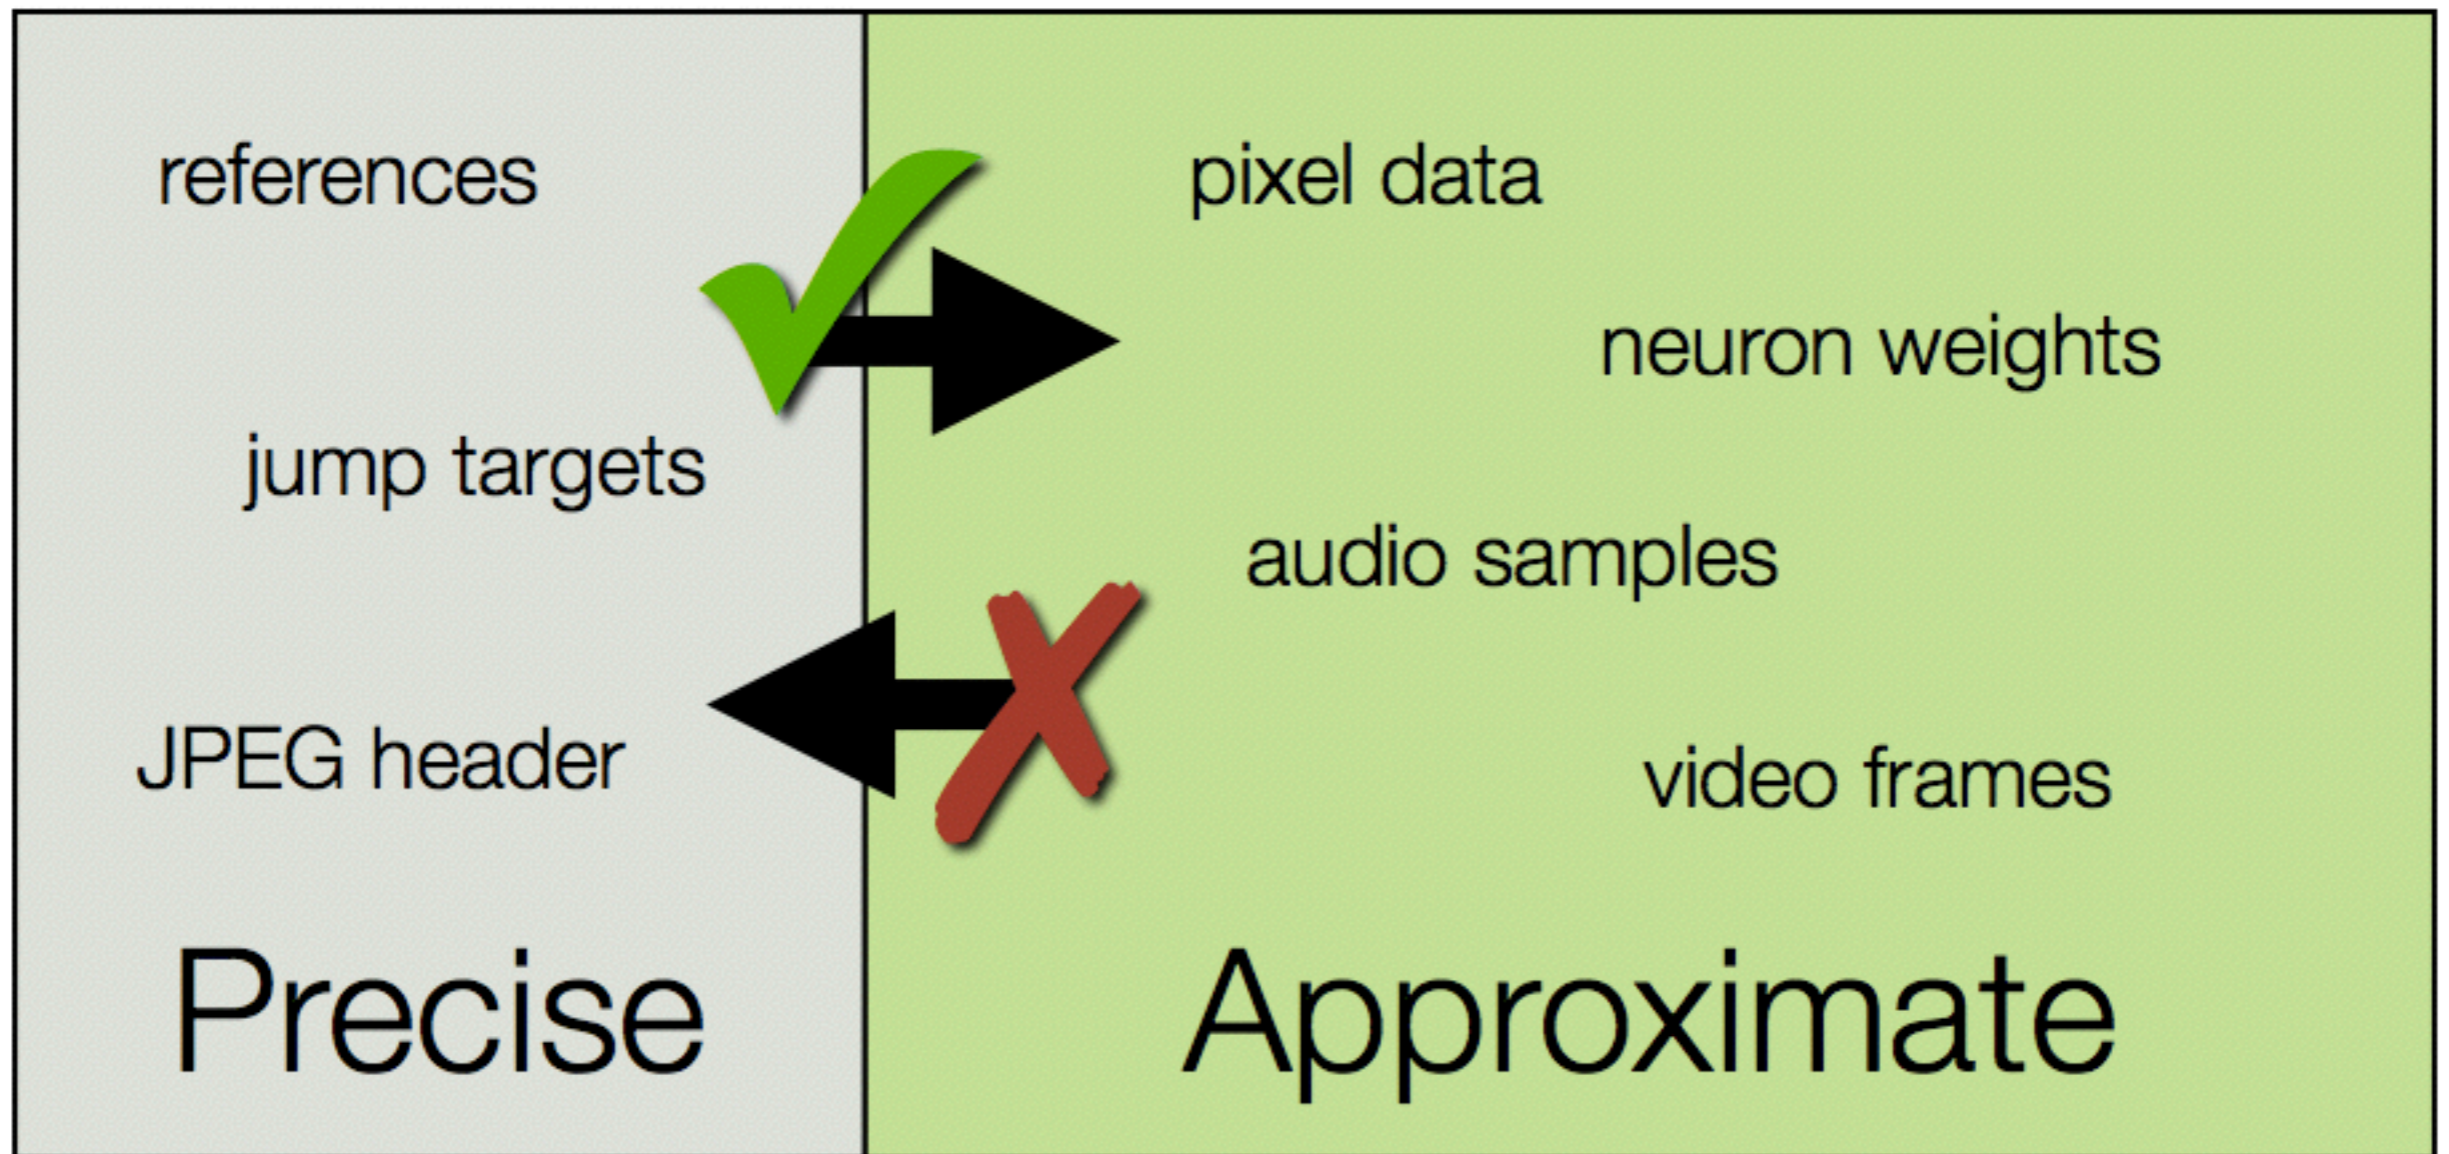 references
jump targets
JPEG header
Precise
pixel data
neuron weights
audio samples
video frames
Approximate